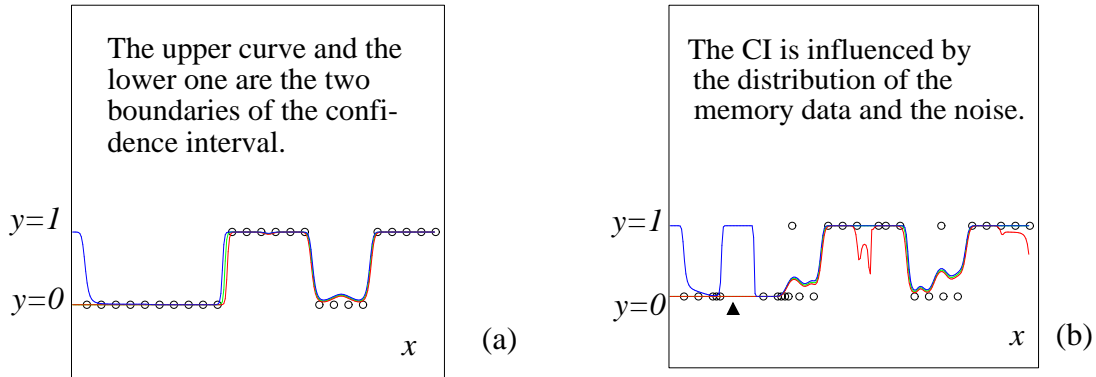 The upper curve and the
lower one are the two
boundaries of the confi-
dence interval.
y=1
y=0
x
(a)
The CI is influenced by
the distribution of the
memory data and the noise.
y=1
y=0
x
(b)